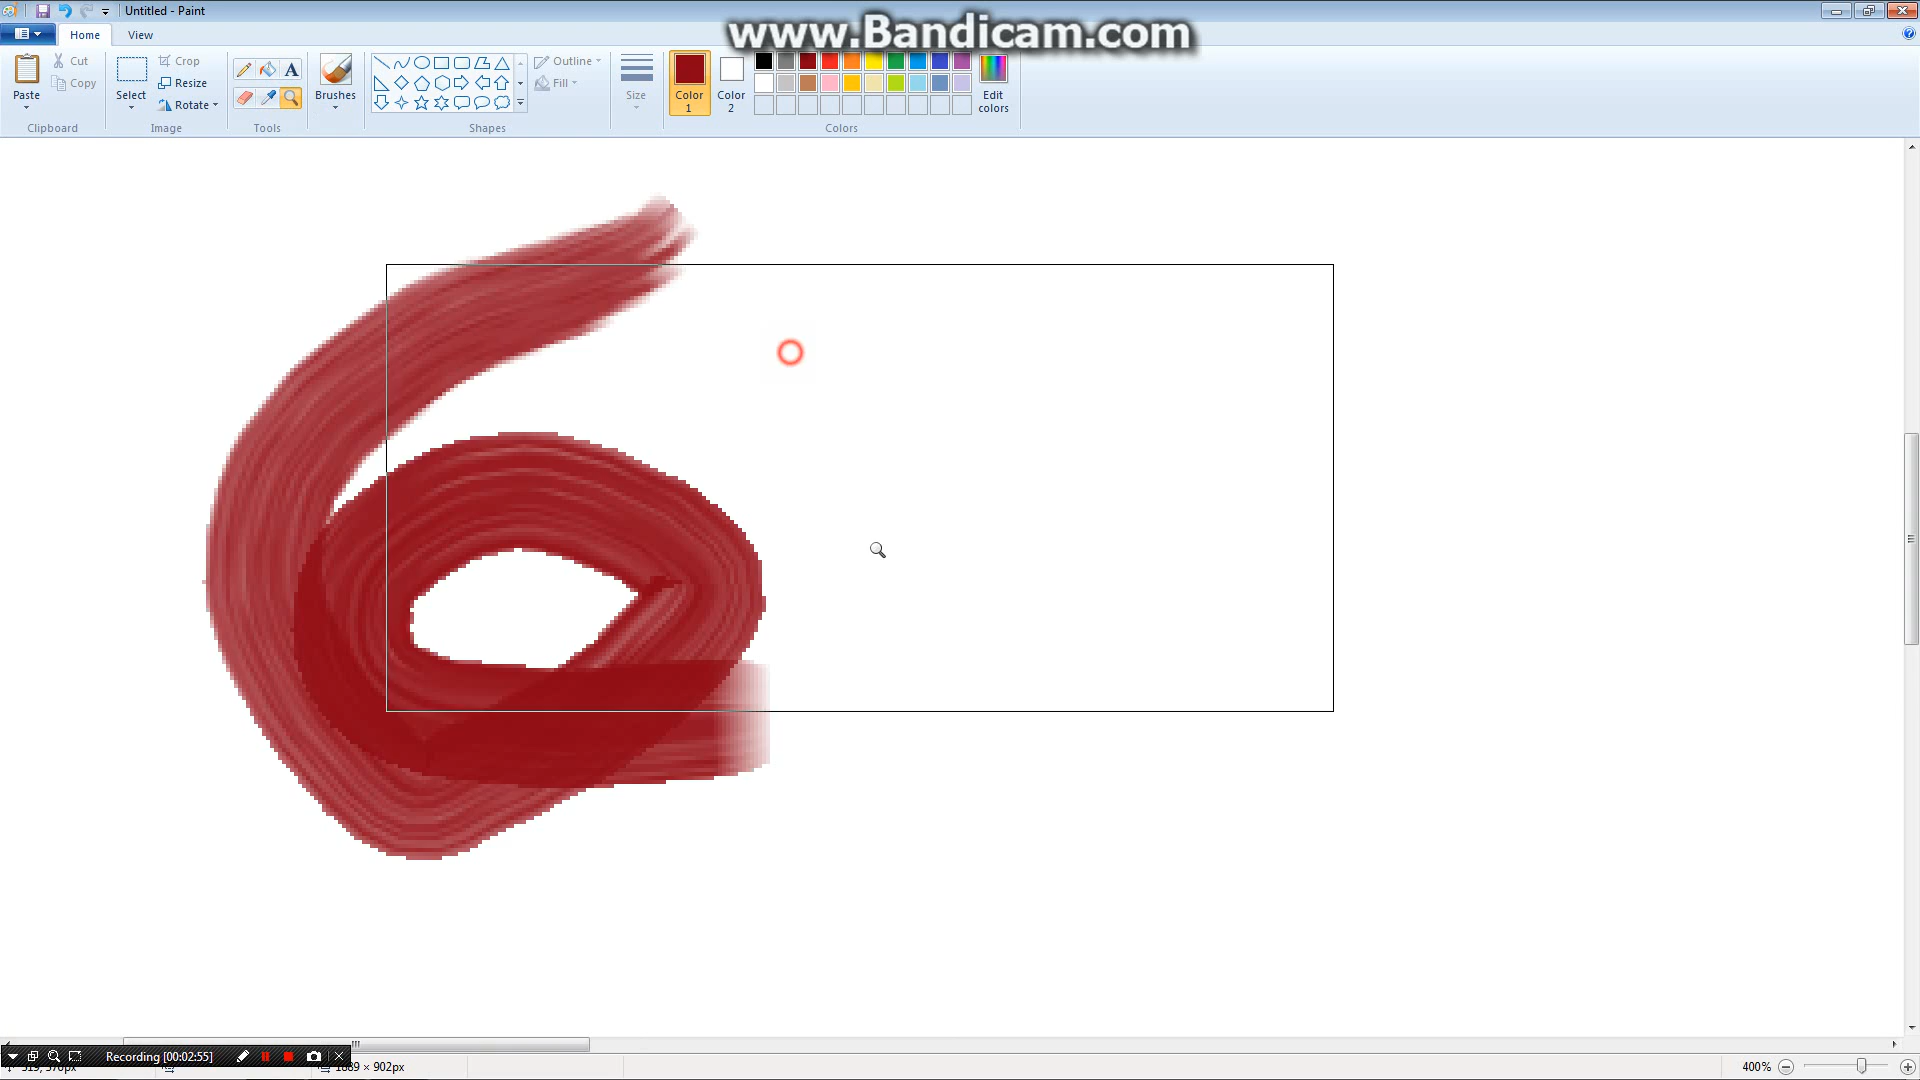 Untitled - Paint
www.Bandicam.com
Home
View
Paste
Cut
Copy
Clipboard
Select
Crop
Resize
Rotate
Image
Tools
Brushes
Outline
Fill
Shapes
Size
Color
1
Color
2
Edit
colors
Colors
Recording [00:02:55]
902px
400%